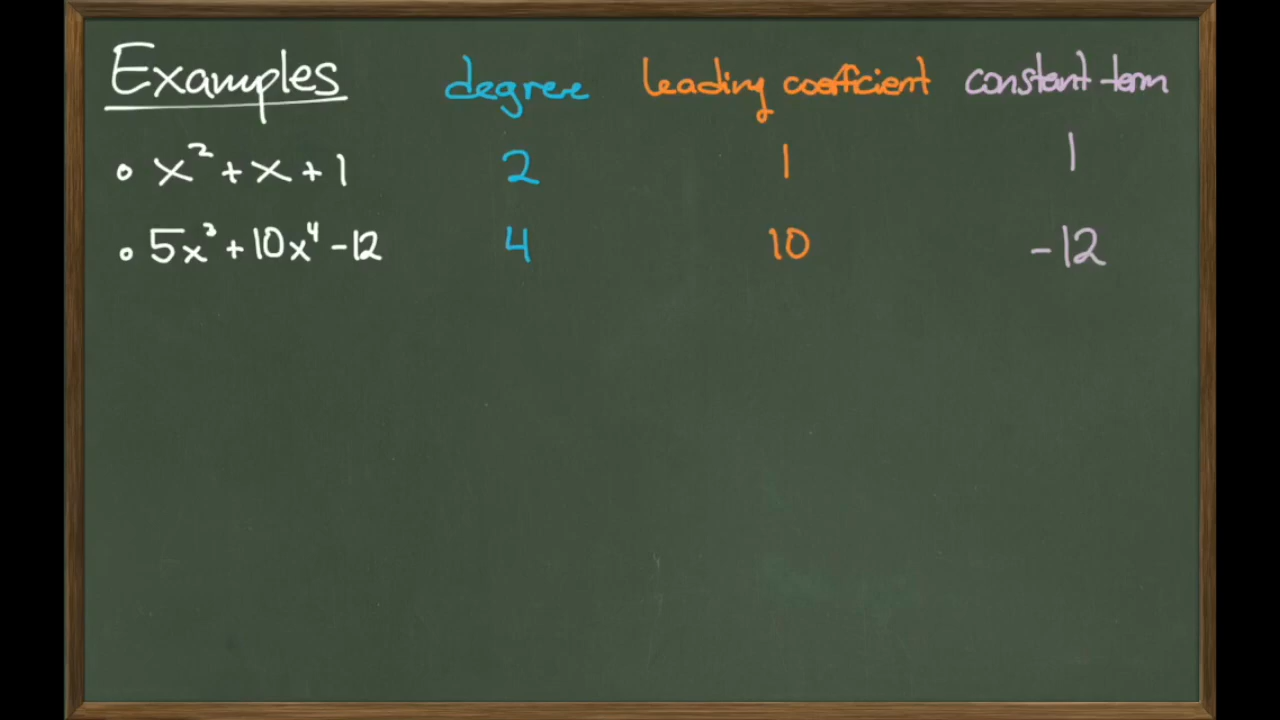 Examples degree leading coefficient constant term
• x² + x + 1 2 1 1
• 5x³ + 10x⁴ - 12 4 10 -12